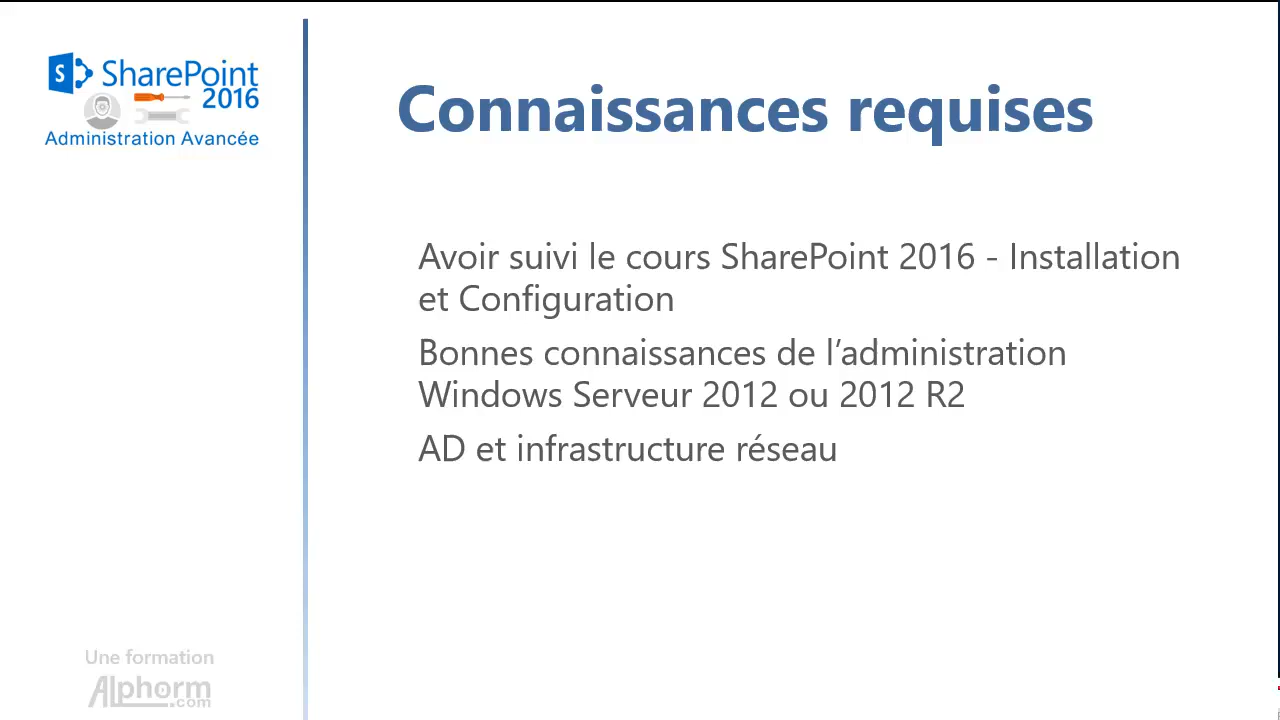 SharePoint
2016
Administration Avancée
Connaissances requises
Avoir suivi le cours SharePoint 2016 - Installation
et Configuration
Bonnes connaissances de l’administration
Windows Serveur 2012 ou 2012 R2
AD et infrastructure réseau
Une formation
Alphorm
.com